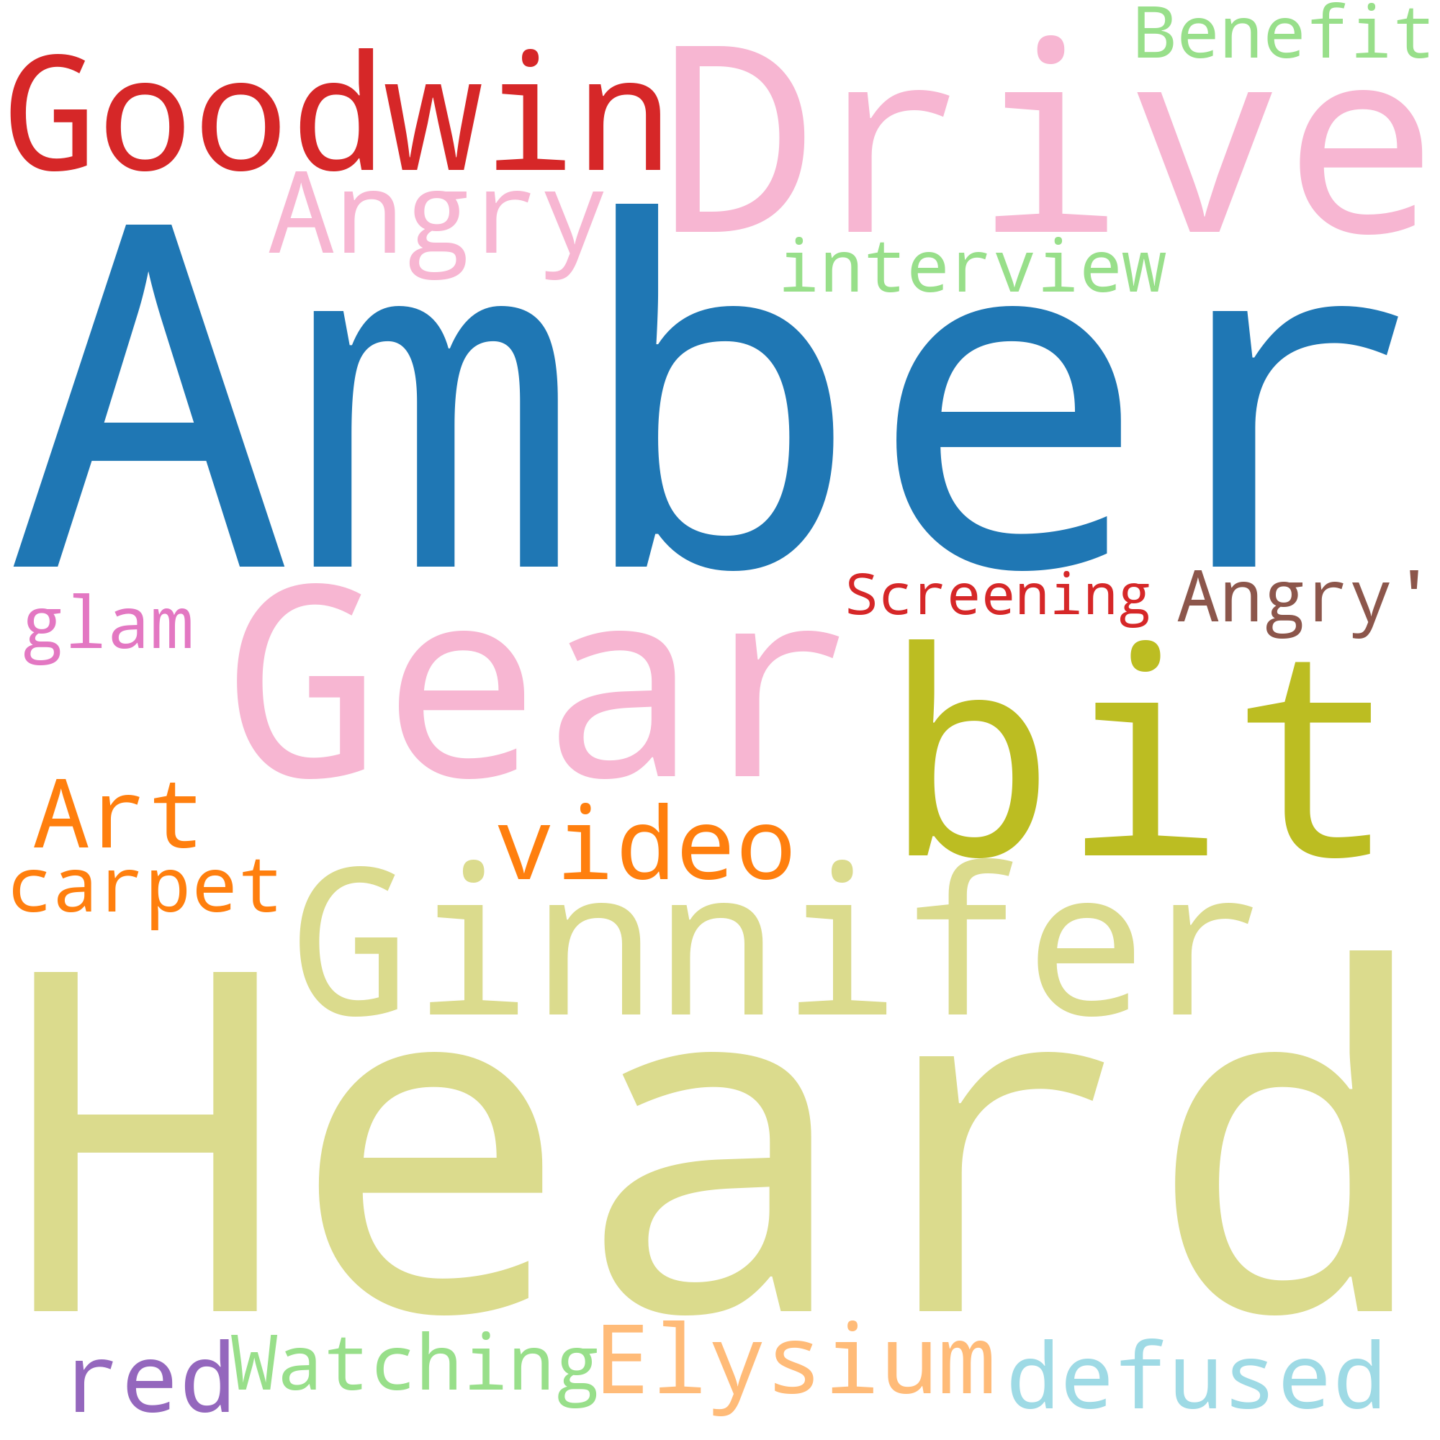 Benefit
Goodwin
Drive
Angry
interview
Amber
Screening
Angry'
glam
Gear
bit
Art
video
carpet
Ginnifer
Heard
red
Watching
Elysium
defused